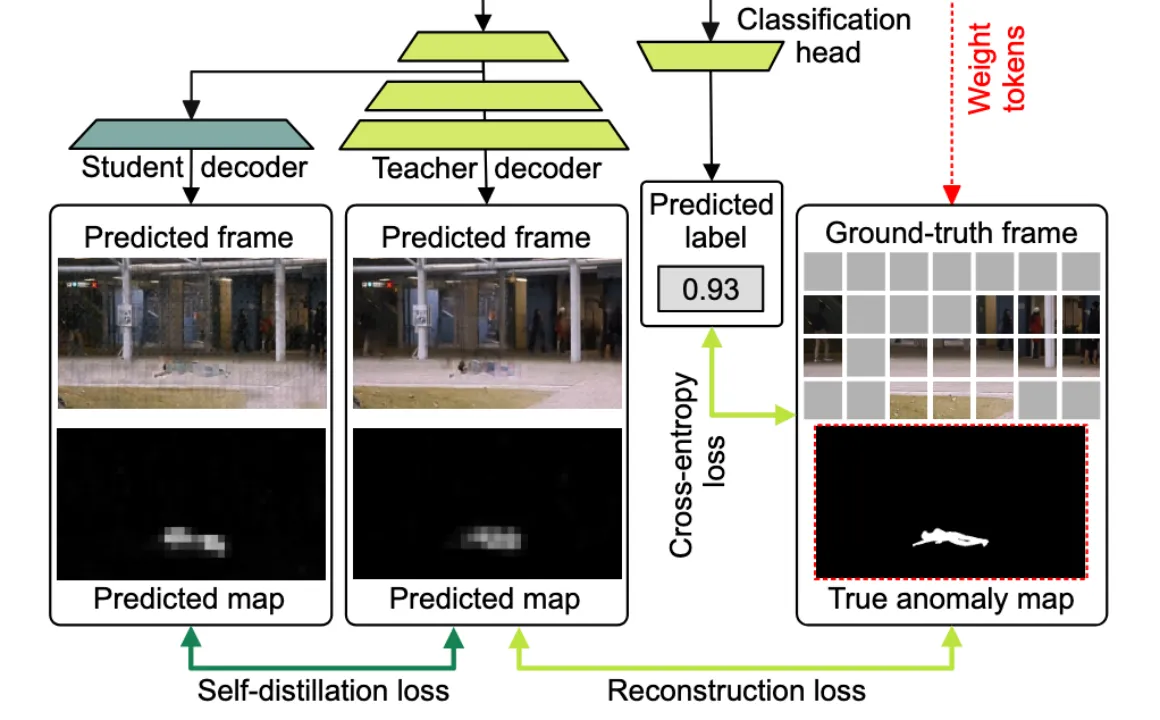 Classification
head
Weight
tokens
Student decoder
Teacher decoder
Predicted frame
Predicted frame
Predicted
label
0.93
Ground-truth frame
Cross-entropy
loss
Predicted map
Predicted map
True anomaly map
Self-distillation loss
Reconstruction loss